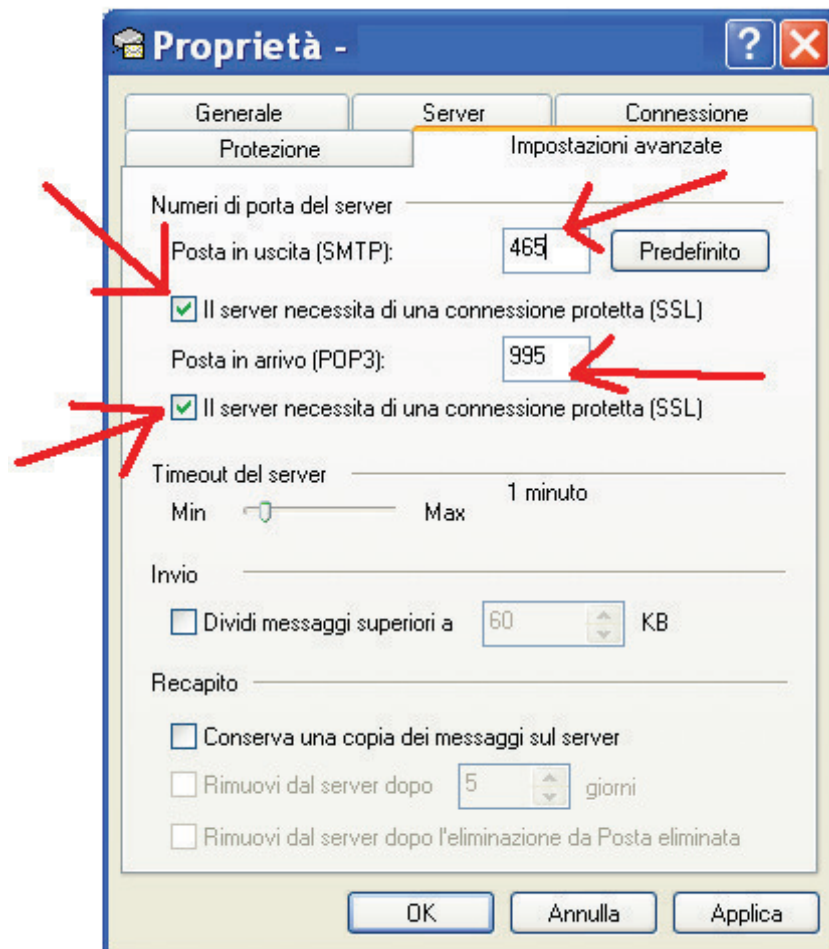 Proprietà -
Generale Server Connessione
Protezione Impostazioni avanzate
Numeri di porta del server
Posta in uscita (SMTP): 465 Predefinito
Il server necessita di una connessione protetta (SSL)
Posta in arrivo (POP3): 995
Il server necessita di una connessione protetta (SSL)
Timeout del server
Min Max 1 minuto
Invio
Dividi messaggi superiori a 60 KB
Recapito
Conserva una copia dei messaggi sul server
Rimuovi dal server dopo 5 giorni
Rimuovi dal server dopo l'eliminazione da Posta eliminata
OK Annulla Applica